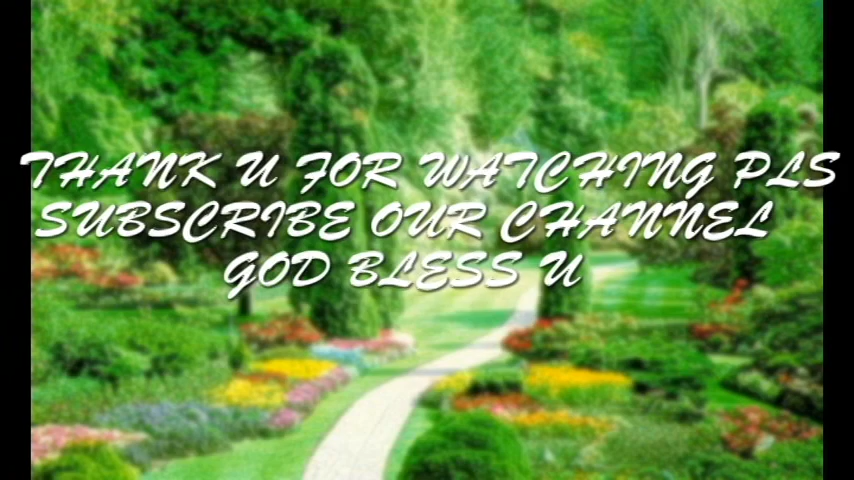 THANK U FOR WATCHING PLS
SUBSCRIBE OUR CHANNEL
GOD BLESS U